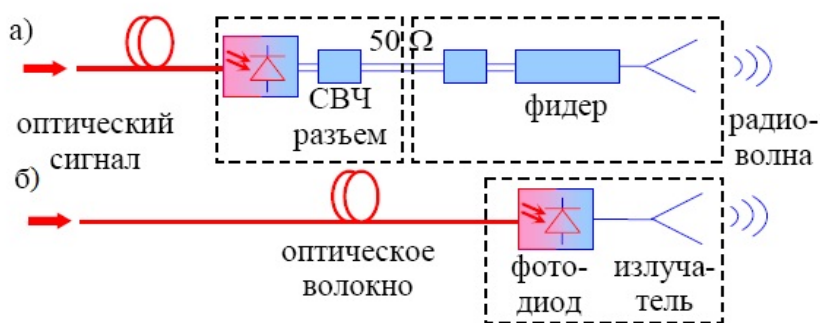 а)
50 Ω
СВЧ
разъем
фидер
оптический
сигнал
радио-
волна
б)
оптическое
волокно
фото-
диод
излуча-
тель